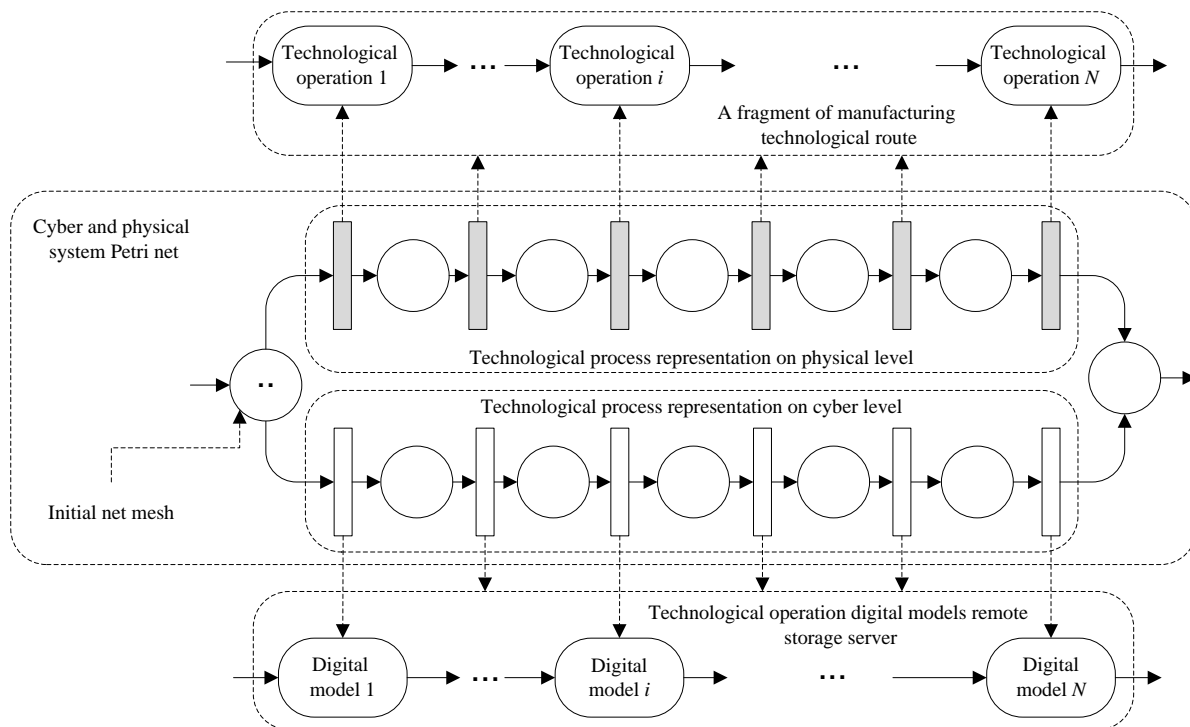 Technological
operation 1
...
Technological
operation i
...
Technological
operation N
A fragment of manufacturing
technological route
Cyber and physical
system Petri net
Technological process representation on physical level
..
Technological process representation on cyber level
Initial net mesh
Technological operation digital models remote
storage server
Digital
model 1
...
Digital
model i
...
Digital
model N